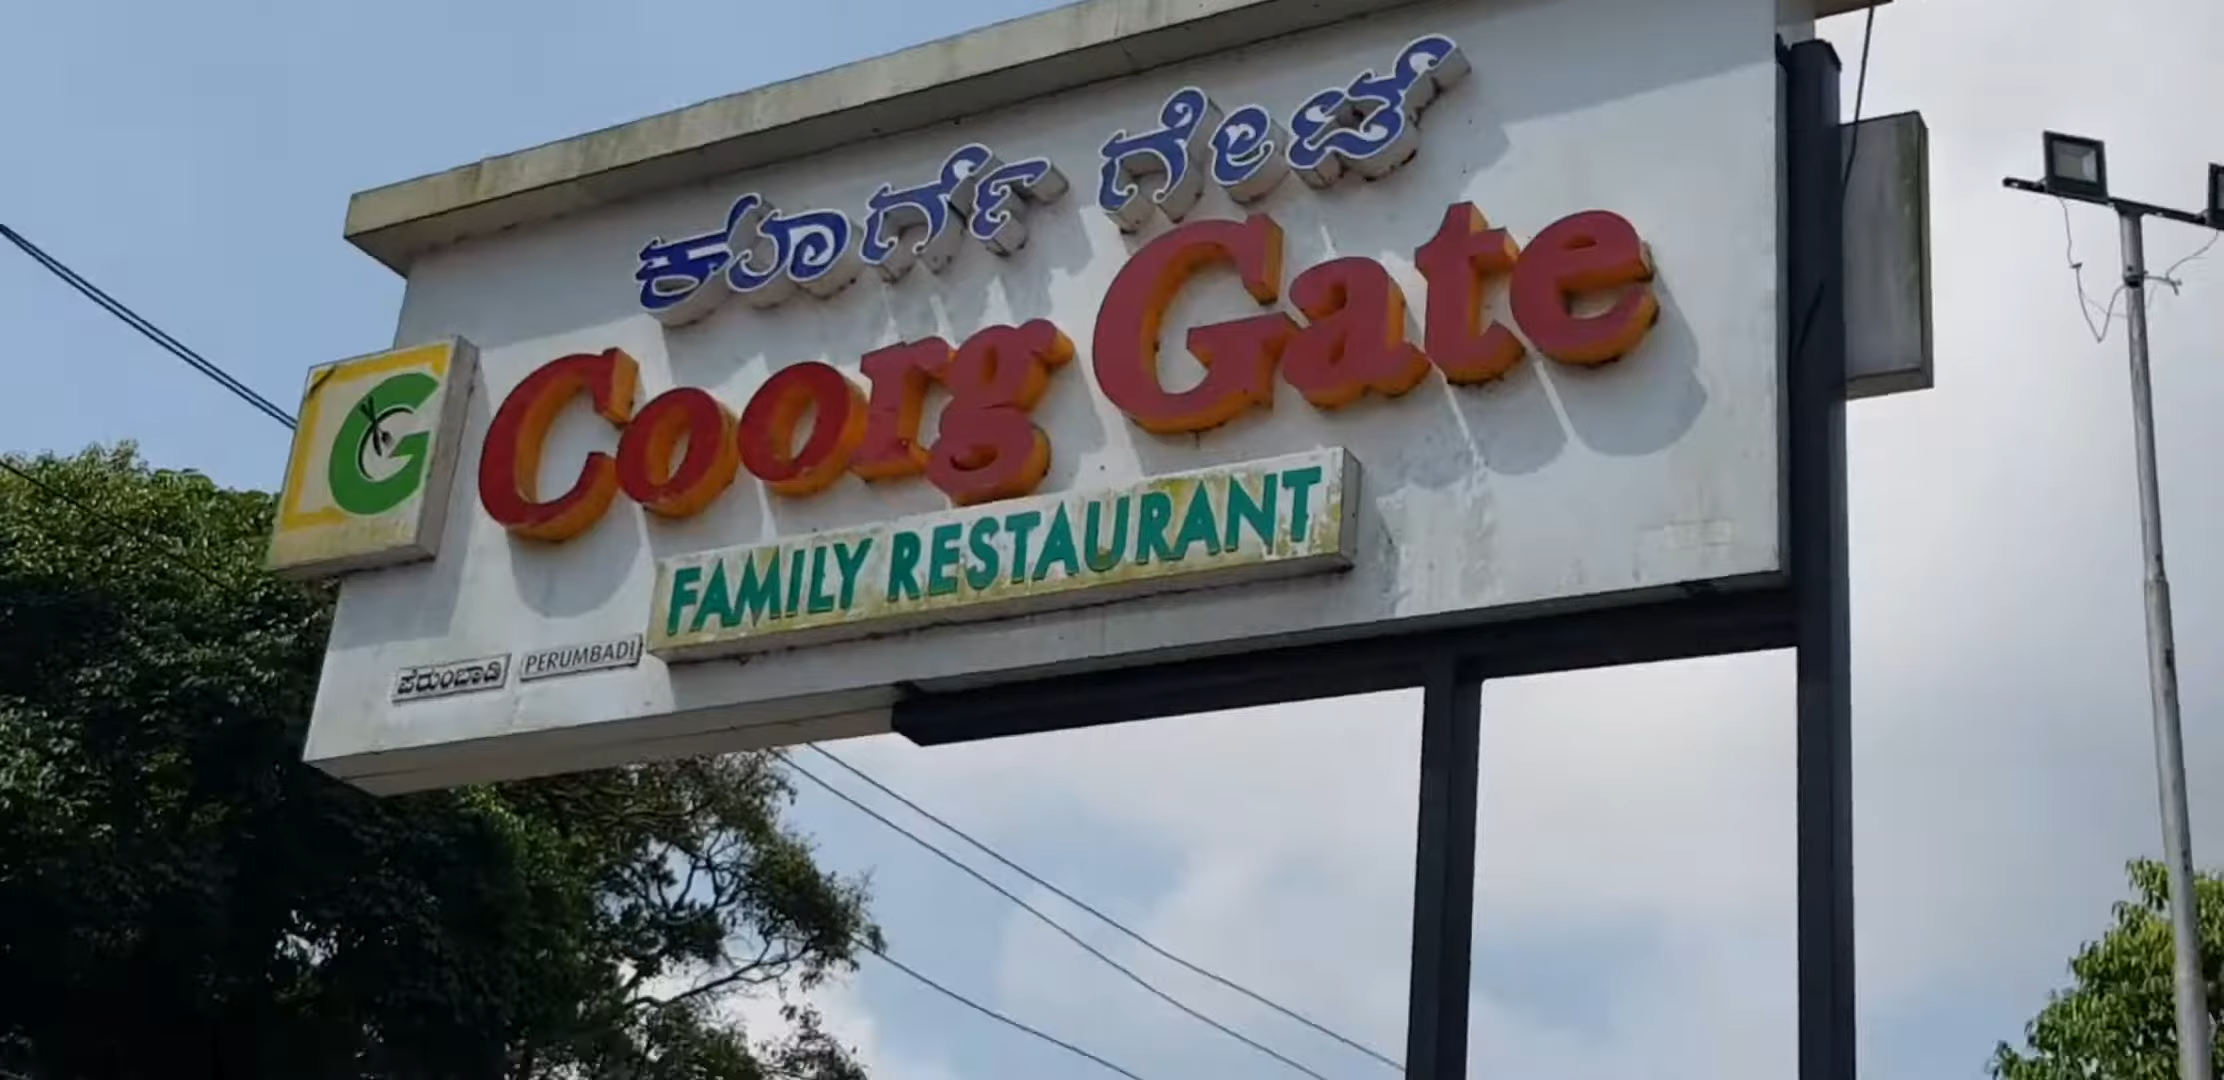 ಕೂರ್ಗ್ ಗೇಟ್
Coorg Gate
G
FAMILY RESTAURANT
ಪೆರುಂಬಾಡಿ PERUMBADI